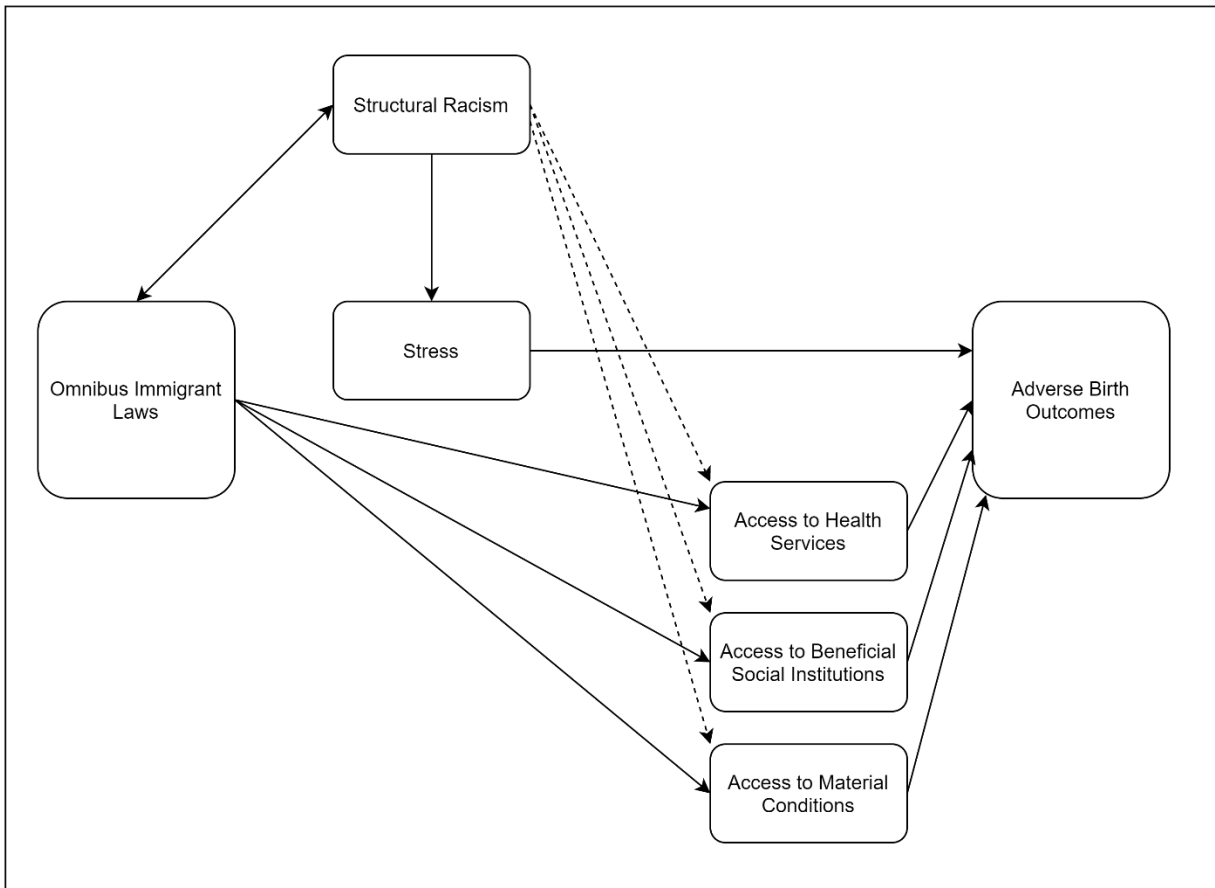 Structural Racism
Omnibus Immigrant
Laws
Stress
Adverse Birth
Outcomes
Access to Health
Services
Access to Beneficial
Social Institutions
Access to Material
Conditions